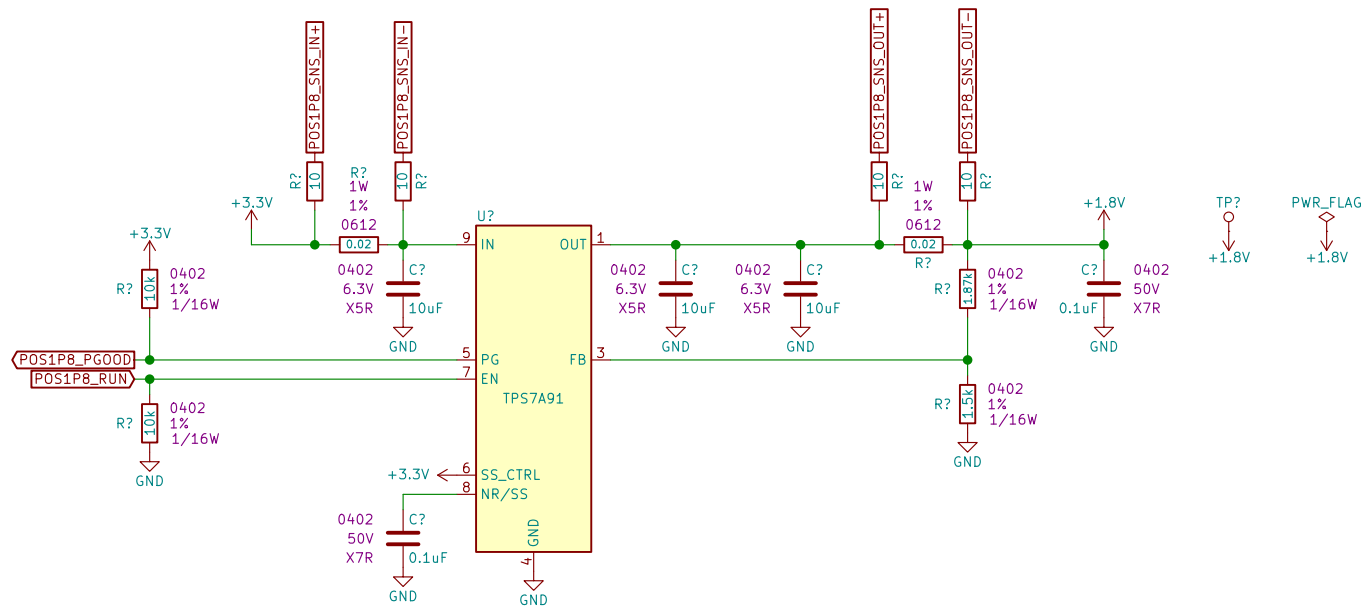 POS1P8_SNS_IN+
POS1P8_SNS_IN-
POS1P8_SNS_OUT+
POS1P8_SNS_OUT-
R?
10
R?
1W
1%
0612
10
R?
10
R?
1W
1%
0612
10
R?
+3.3V
0.02
+3.3V
R?
10k
0402
1%
1/16W
0402
6.3V
X5R
C?
10uF
GND
U?
9
IN
OUT
1
0402
6.3V
X5R
C?
10uF
GND
0402
6.3V
X5R
C?
10uF
GND
0.02
R?
R?
1.87k
0402
1%
1/16W
+1.8V
C?
0.1uF
0402
50V
X7R
GND
TP?
+1.8V
PWR_FLAG
+1.8V
POS1P8_PGOOD
5
PG
FB
3
POS1P8_RUN
7
EN
TPS7A91
R?
10k
0402
1%
1/16W
GND
R?
1.5k
0402
1%
1/16W
GND
+3.3V
6
SS_CTRL
8
NR/SS
0402
50V
X7R
C?
0.1uF
GND
GND
4
GND